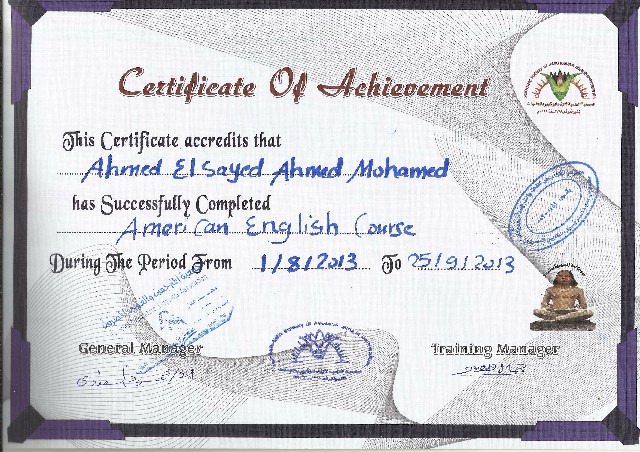 Certificate Of Achievement
This Certificate accredits that
Ahmed El Sayed Ahmed Mohamed
has Successfully Completed
American English Course
During The Period From 1/8/2013 To 25/9/2013
General Manager
Training Manager